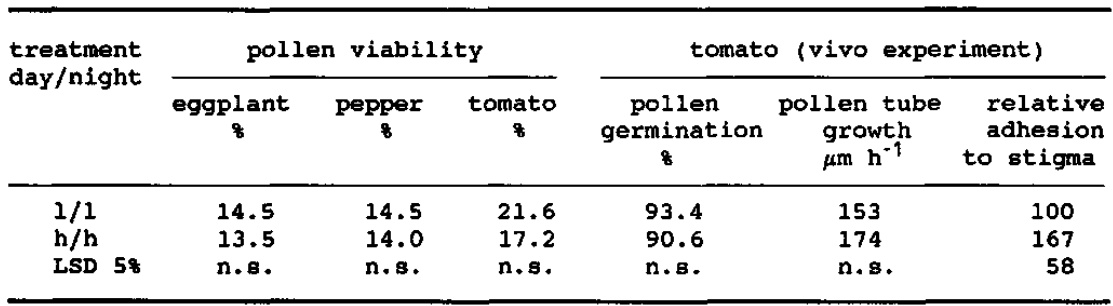 treatment pollen viability tomato (vivo experiment)
day/night
eggplant pepper tomato pollen pollen tube relative
% % % germination growth adhesion
% μm h⁻¹ to stigma
l/l 14.5 14.5 21.6 93.4 153 100
h/h 13.5 14.0 17.2 90.6 174 167
LSD 5% n.s. n.s. n.s. n.s. n.s. 58